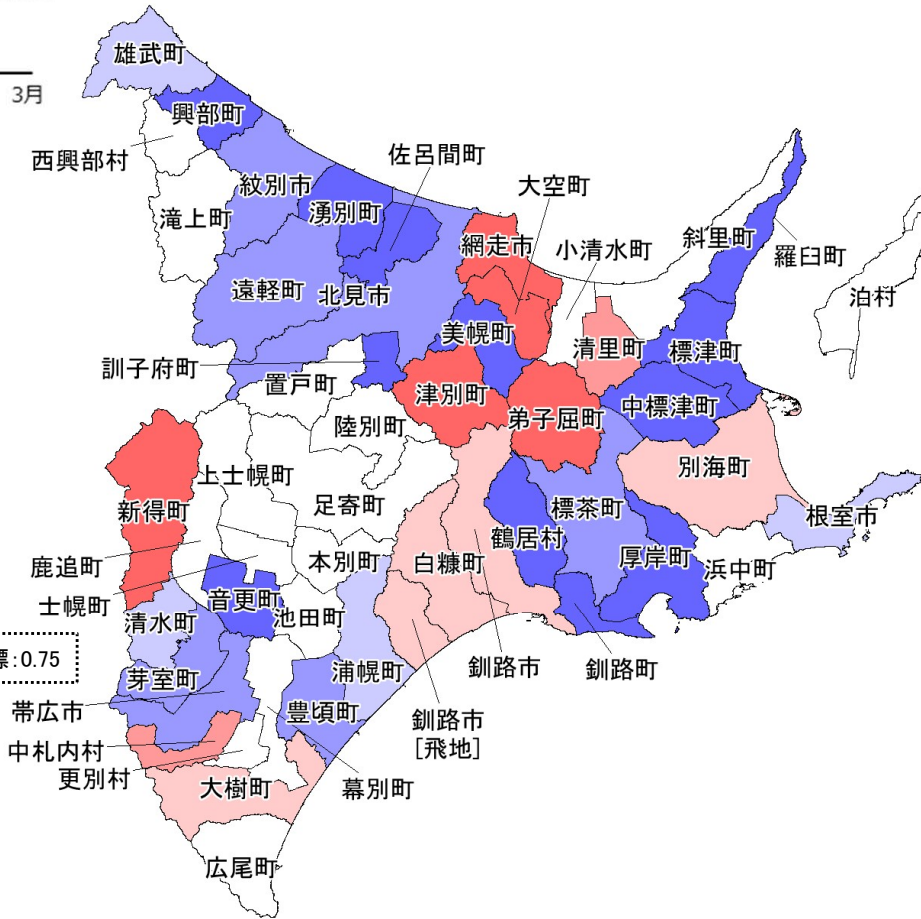 雄武町
3月
興部町
西興部村
佐呂間町
紋別市
大空町
湧別町
滝上町
網走市
小清水町
斜里町
羅臼町
遠軽町
北見市
泊村
美幌町
清里町
標津町
訓子府町
置戸町
津別町
中標津町
弟子屈町
陸別町
別海町
上士幌町
足寄町
新得町
標茶町
根室市
鶴居村
白糠町
本別町
厚岸町
鹿追町
浜中町
士幌町
音更町
池田町
清水町
標:0.75
浦幌町
釧路市
釧路町
芽室町
帯広市
豊頃町
釧路市
[飛地]
中札内村
更別村
大樹町
幕別町
広尾町